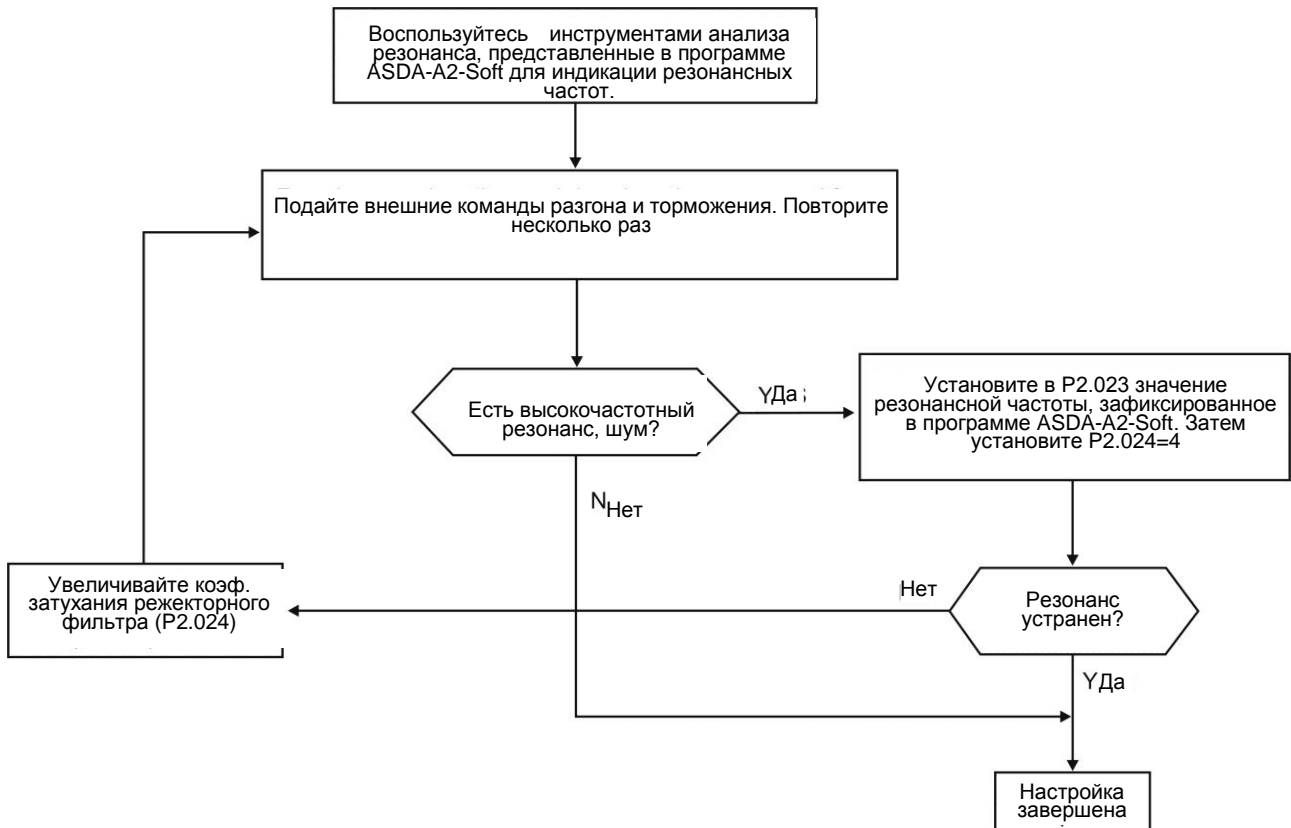 Воспользуйтесь инструментами анализа
резонанса, представленные в программе
ASDA-A2-Soft для индикации резонансных
частот.
Подайте внешние команды разгона и торможения. Повторите
несколько раз
Есть высокочастотный
резонанс, шум?
YДа
Установите в P2.023 значение
резонансной частоты, зафиксированное
в программе ASDA-A2-Soft. Затем
установите P2.024=4
NНет
Увеличивайте коэф.
затухания режекторного
фильтра (P2.024)
Нет
Резонанс
устранен?
YДа
Настройка
завершена